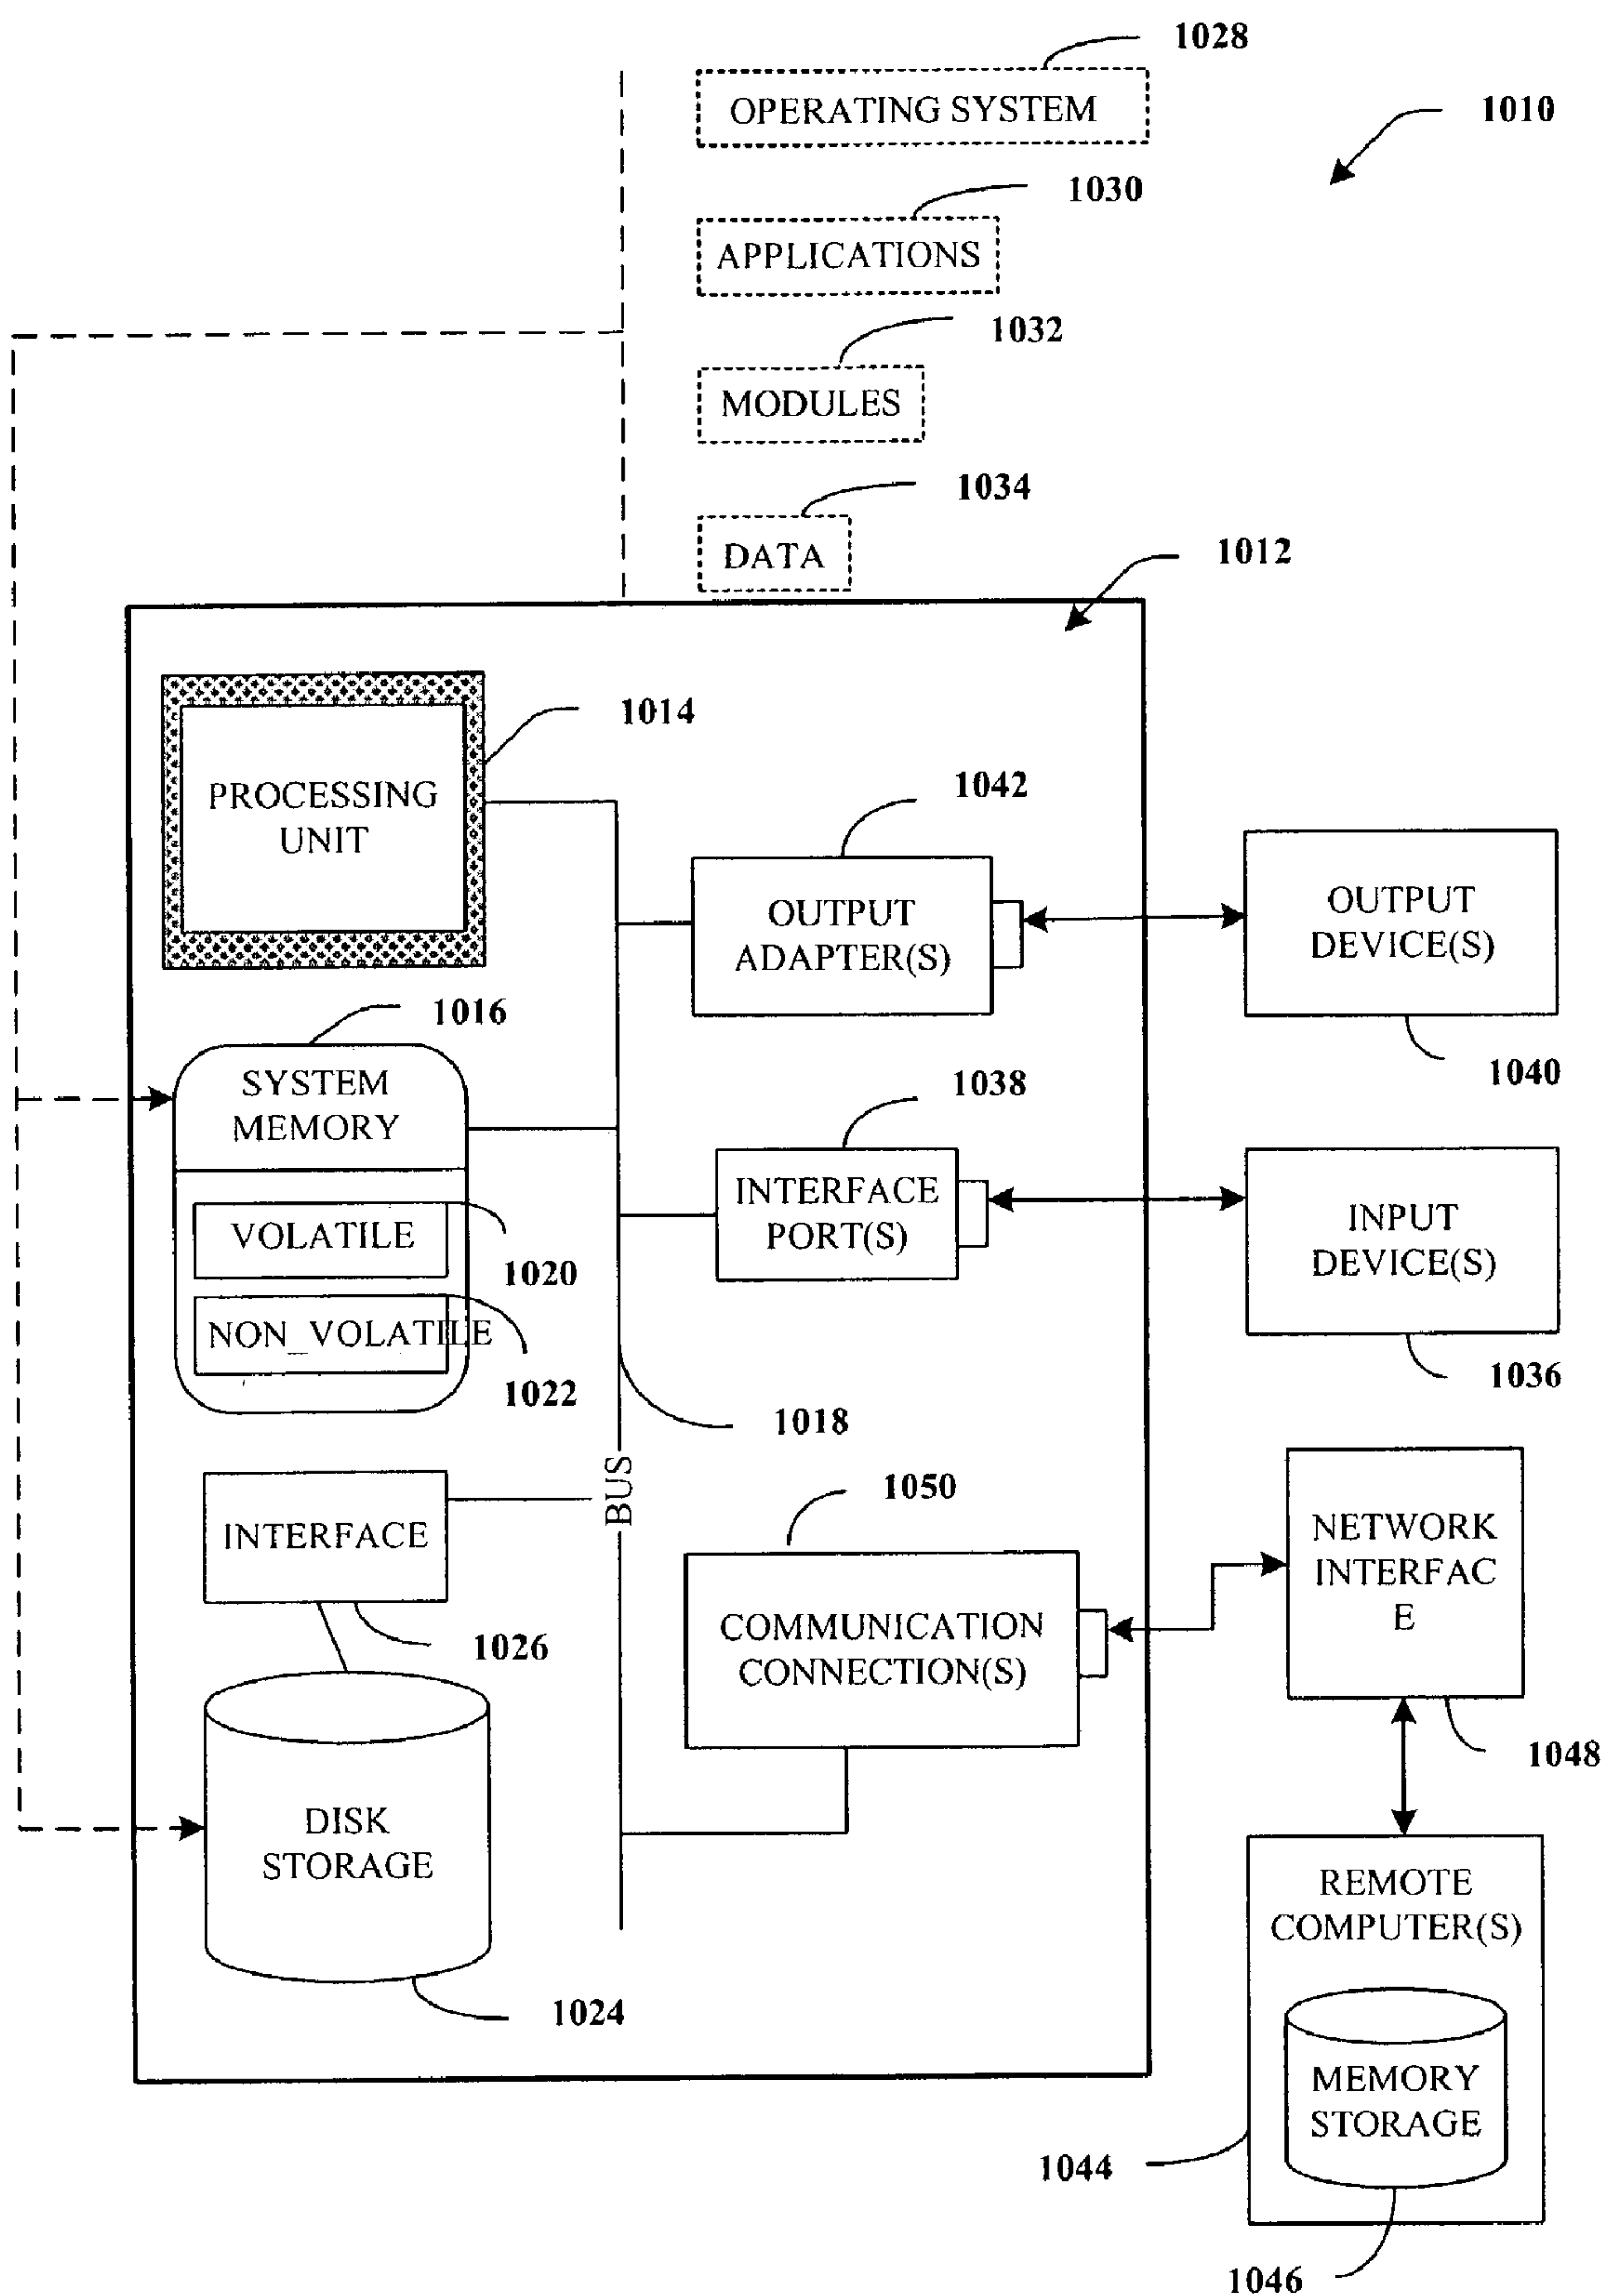 1028
OPERATING SYSTEM
1010
1030
APPLICATIONS
1032
MODULES
1034
DATA
1012
1014
PROCESSING
UNIT
1042
OUTPUT
ADAPTER(S)
OUTPUT
DEVICE(S)
1040
1016
SYSTEM
MEMORY
1038
INTERFACE
PORT(S)
INPUT
DEVICE(S)
1036
VOLATILE
1020
NON_VOLATILE
1022
1018
BUS
INTERFACE
1026
1050
COMMUNICATION
CONNECTION(S)
NETWORK
INTERFAC
E
1048
DISK
STORAGE
1024
REMOTE
COMPUTER(S)
MEMORY
STORAGE
1044
1046